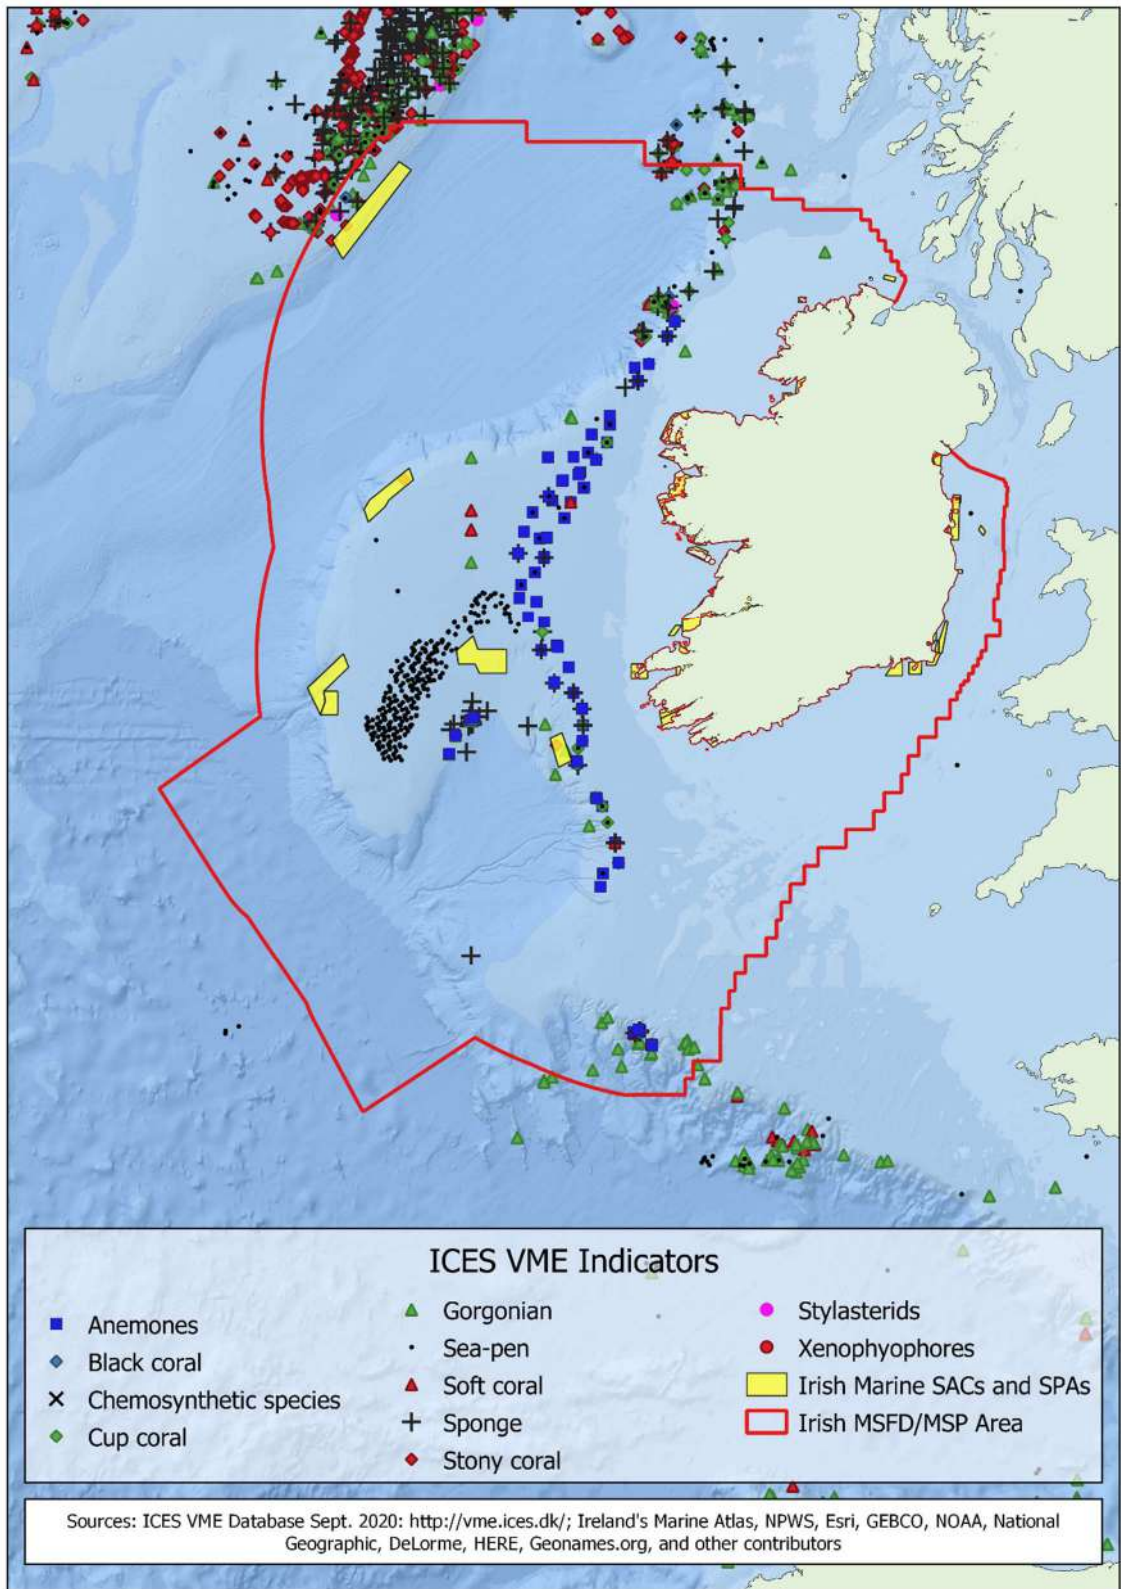 ICES VME Indicators
Anemones
Black coral
Chemosynthetic species
Cup coral
Gorgonian
Sea-pen
Soft coral
Sponge
Stony coral
Stylasterids
Xenophyophores
Irish Marine SACs and SPAs
Irish MSFD/MSP Area
Sources: ICES VME Database Sept. 2020: http://vme.ices.dk/; Ireland's Marine Atlas, NPWS, Esri, GEBCO, NOAA, National
Geographic, DeLorme, HERE, Geonames.org, and other contributors